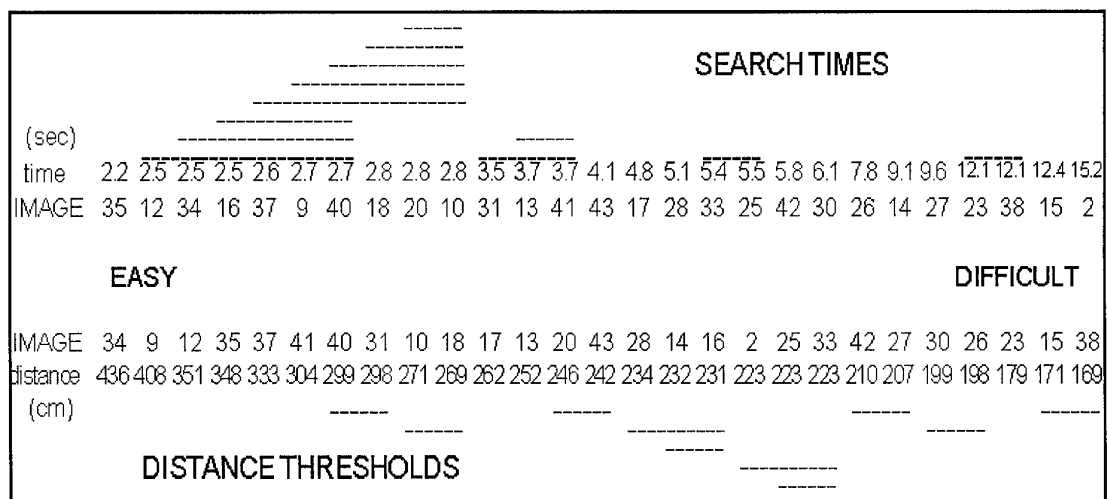 SEARCH TIMES
(sec)
time 2.2 2.5 2.5 2.5 2.6 2.7 2.7 2.8 2.8 2.8 3.5 3.7 3.7 4.1 4.8 5.1 5.4 5.5 5.8 6.1 7.8 9.1 9.6 12.1 12.1 12.4 15.2
IMAGE 35 12 34 16 37 9 40 18 20 10 31 13 41 43 17 28 33 25 42 30 26 14 27 23 38 15 2
EASY DIFFICULT
IMAGE 34 9 12 35 37 41 40 31 10 18 17 13 20 43 28 14 16 2 25 33 42 27 30 26 23 15 38
distance 436 408 351 348 333 304 299 298 271 269 262 252 246 242 234 232 231 223 223 223 210 207 199 198 179 171 169
(cm)
DISTANCE THRESHOLDS